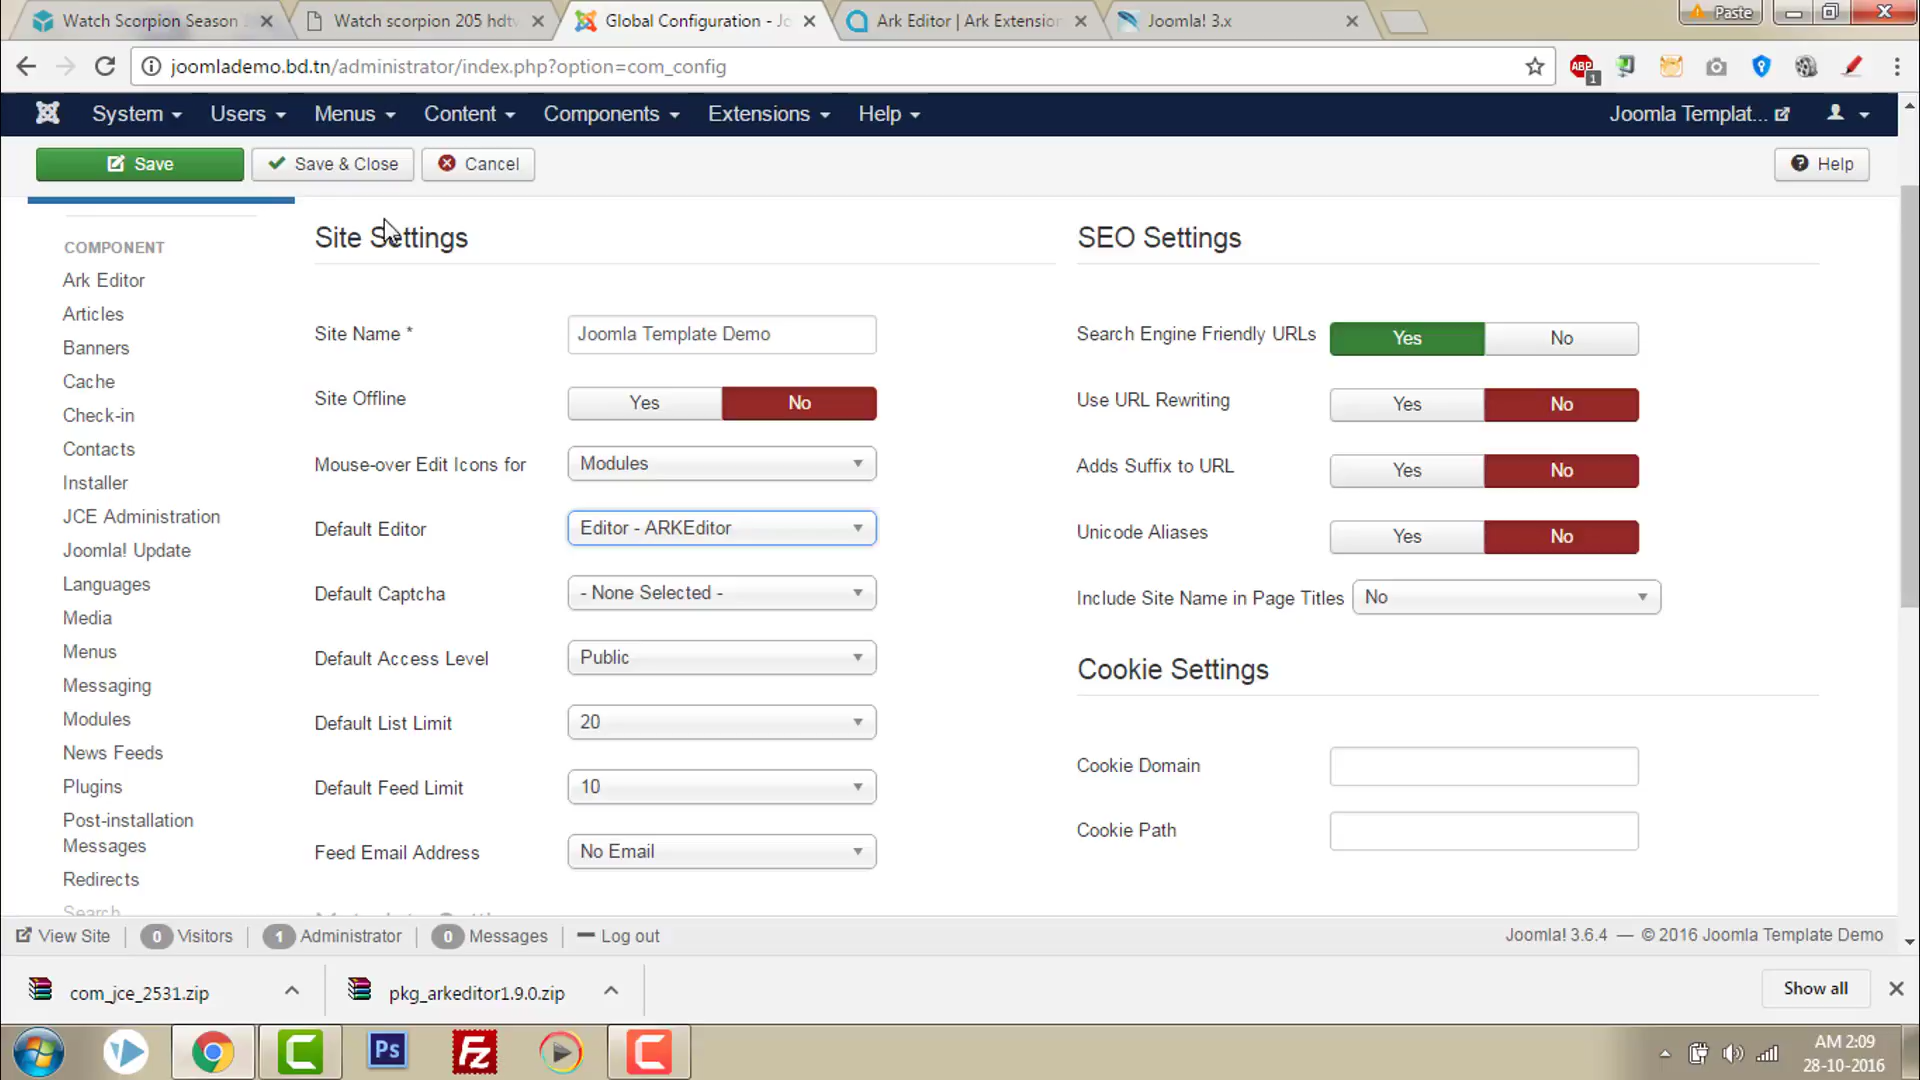 Watch Scorpion Season
Watch scorpion 205 hdtv
Global Configuration - Jo
Ark Editor | Ark Extension
Joomla! 3.x
Paste
joomlademo.bd.tn/administrator/index.php?option=com_config
ABP
1
System
Users
Menus
Content
Components
Extensions
Help
Joomla Templat...
Save
Save & Close
Cancel
Help
COMPONENT
Ark Editor
Articles
Banners
Cache
Check-in
Contacts
Installer
JCE Administration
Joomla! Update
Languages
Media
Menus
Messaging
Modules
News Feeds
Plugins
Post-installation
Messages
Redirects
Search
Site Settings
Site Name *
Joomla Template Demo
Site Offline
Yes
No
Mouse-over Edit Icons for
Modules
Default Editor
Editor - ARKEditor
Default Captcha
- None Selected -
Default Access Level
Public
Default List Limit
20
Default Feed Limit
10
Feed Email Address
No Email
SEO Settings
Search Engine Friendly URLs
Yes
No
Use URL Rewriting
Yes
No
Adds Suffix to URL
Yes
No
Unicode Aliases
Yes
No
Include Site Name in Page Titles
No
Cookie Settings
Cookie Domain
Cookie Path
View Site
0 Visitors
1 Administrator
0 Messages
Log out
Joomla! 3.6.4 — © 2016 Joomla Template Demo
com_jce_2531.zip
pkg_arkeditor1.9.0.zip
Show all
Ps
Fz
AM 2:09
28-10-2016